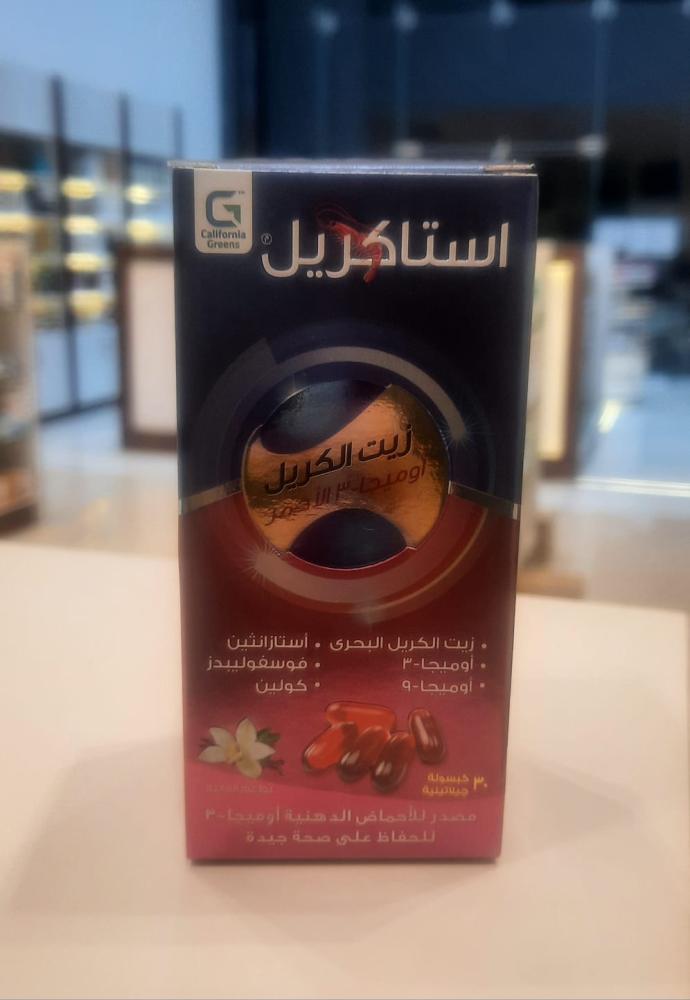 G™
California
Greens
استاكريل
زيت الكريل
أوميجا ٣ الأحمر
• زيت الكريل البحرى
• أوميجا-٣
• أوميجا-٩
• أستازانثين
• فوسفوليبيدز
• كولين
٣٠ كبسولة
جيلاتينية
مصدر للأحماض الدهنية أوميجا-٣
للحفاظ على صحة جيدة